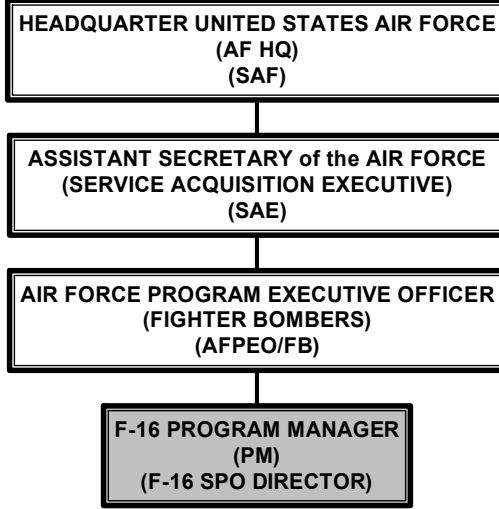 HEADQUARTER UNITED STATES AIR FORCE
(AF HQ)
(SAF)
ASSISTANT SECRETARY of the AIR FORCE
(SERVICE ACQUISITION EXECUTIVE)
(SAE)
AIR FORCE PROGRAM EXECUTIVE OFFICER
(FIGHTER BOMBERS)
(AFPEO/FB)
F-16 PROGRAM MANAGER
(PM)
(F-16 SPO DIRECTOR)